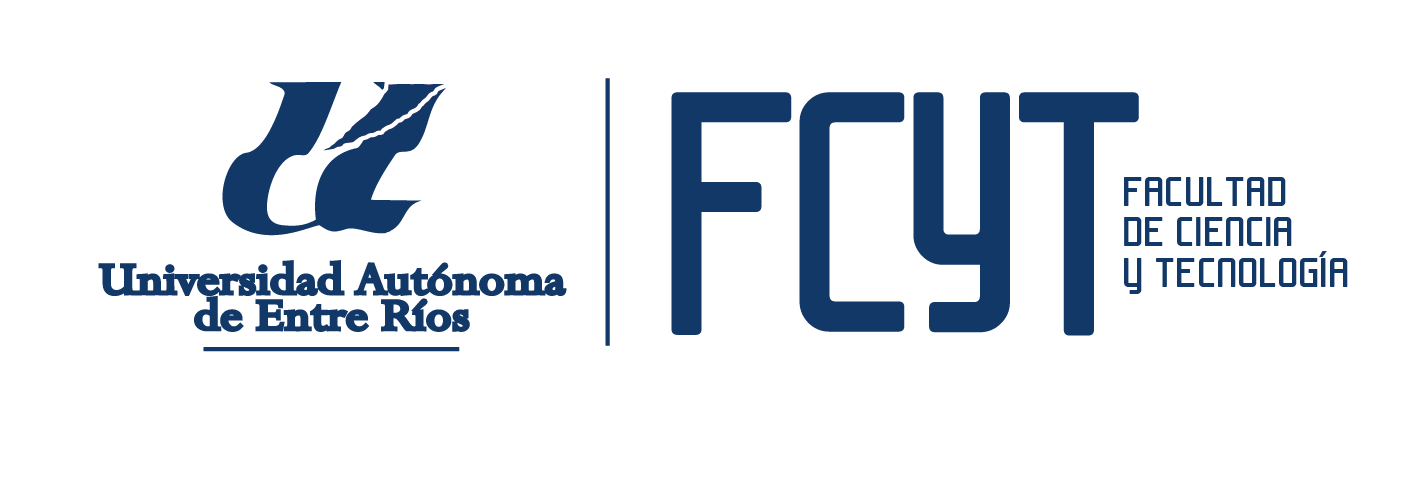 Universidad Autónoma
de Entre Ríos
FCyT
FACULTAD
DE CIENCIA
Y TECNOLOGÍA